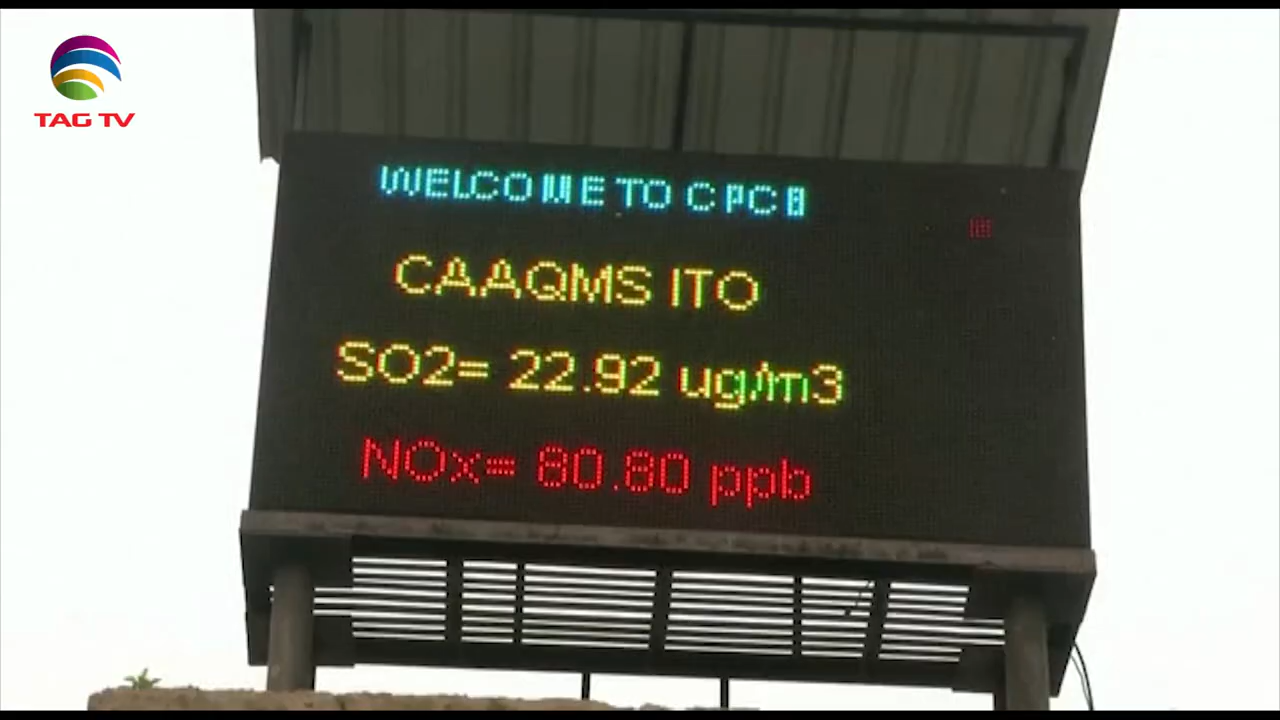 TAG TV
WELCOME TO CPCB
CAAQMS ITO
SO2= 22.92 ug/m3
NOx= 80.80 ppb